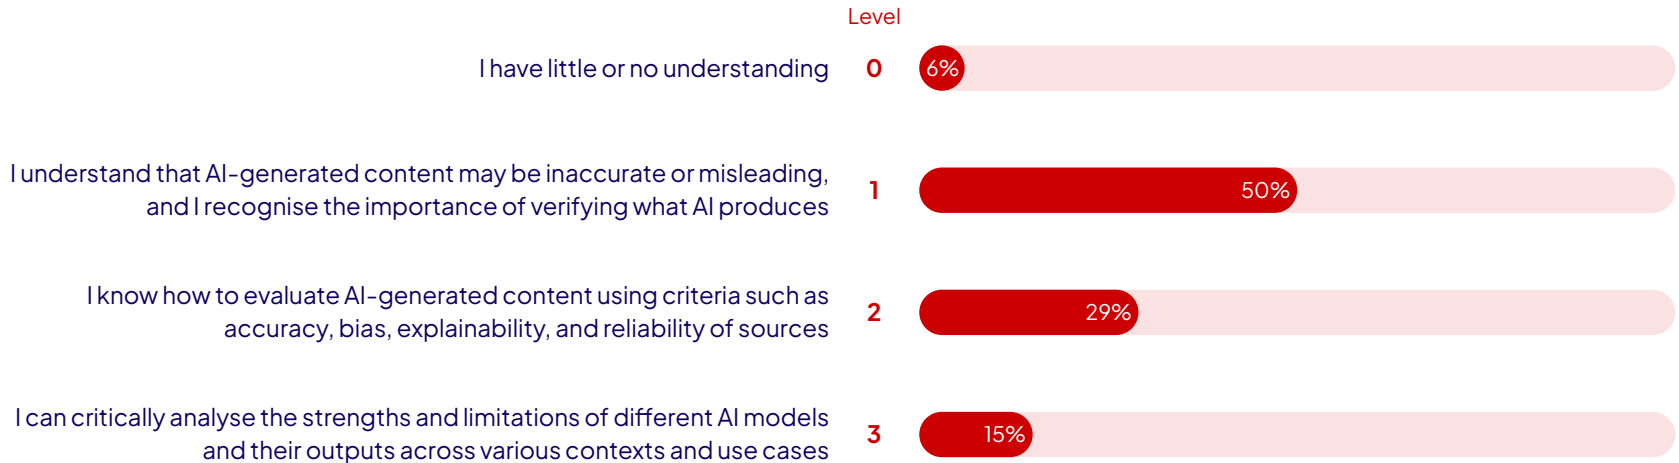 Level
I have little or no understanding 0 6%
I understand that AI-generated content may be inaccurate or misleading,
and I recognise the importance of verifying what AI produces
1 50%
I know how to evaluate AI-generated content using criteria such as
accuracy, bias, explainability, and reliability of sources
2 29%
I can critically analyse the strengths and limitations of different AI models
and their outputs across various contexts and use cases
3 15%